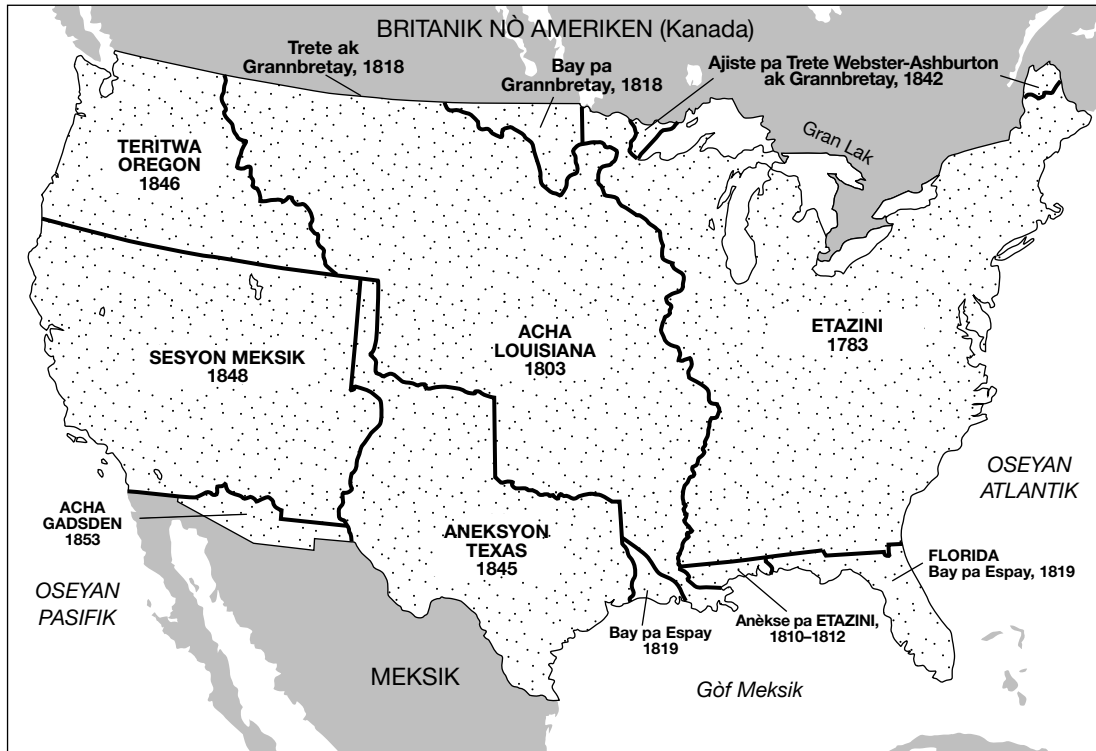 BRITANIK NÒ AMERIKEN (Kanada)
Trete ak
Grannbretay, 1818
Bay pa
Grannbretay, 1818
Ajiste pa Trete Webster-Ashburton
ak Grannbretay, 1842
Gran Lak
TERITWA
OREGON
1846
SESYON MEKSIK
1848
ACHA
LOUISIANA
1803
ETAZINI
1783
OSEYAN
ATLANTIK
ACHA
GADSDEN
1853
ANEKSYON
TEXAS
1845
FLORIDA
Bay pa Espay, 1819
OSEYAN
PASIFIK
Bay pa Espay
1819
Anèkse pa ETAZINI,
1810–1812
MEKSIK
Gòf Meksik